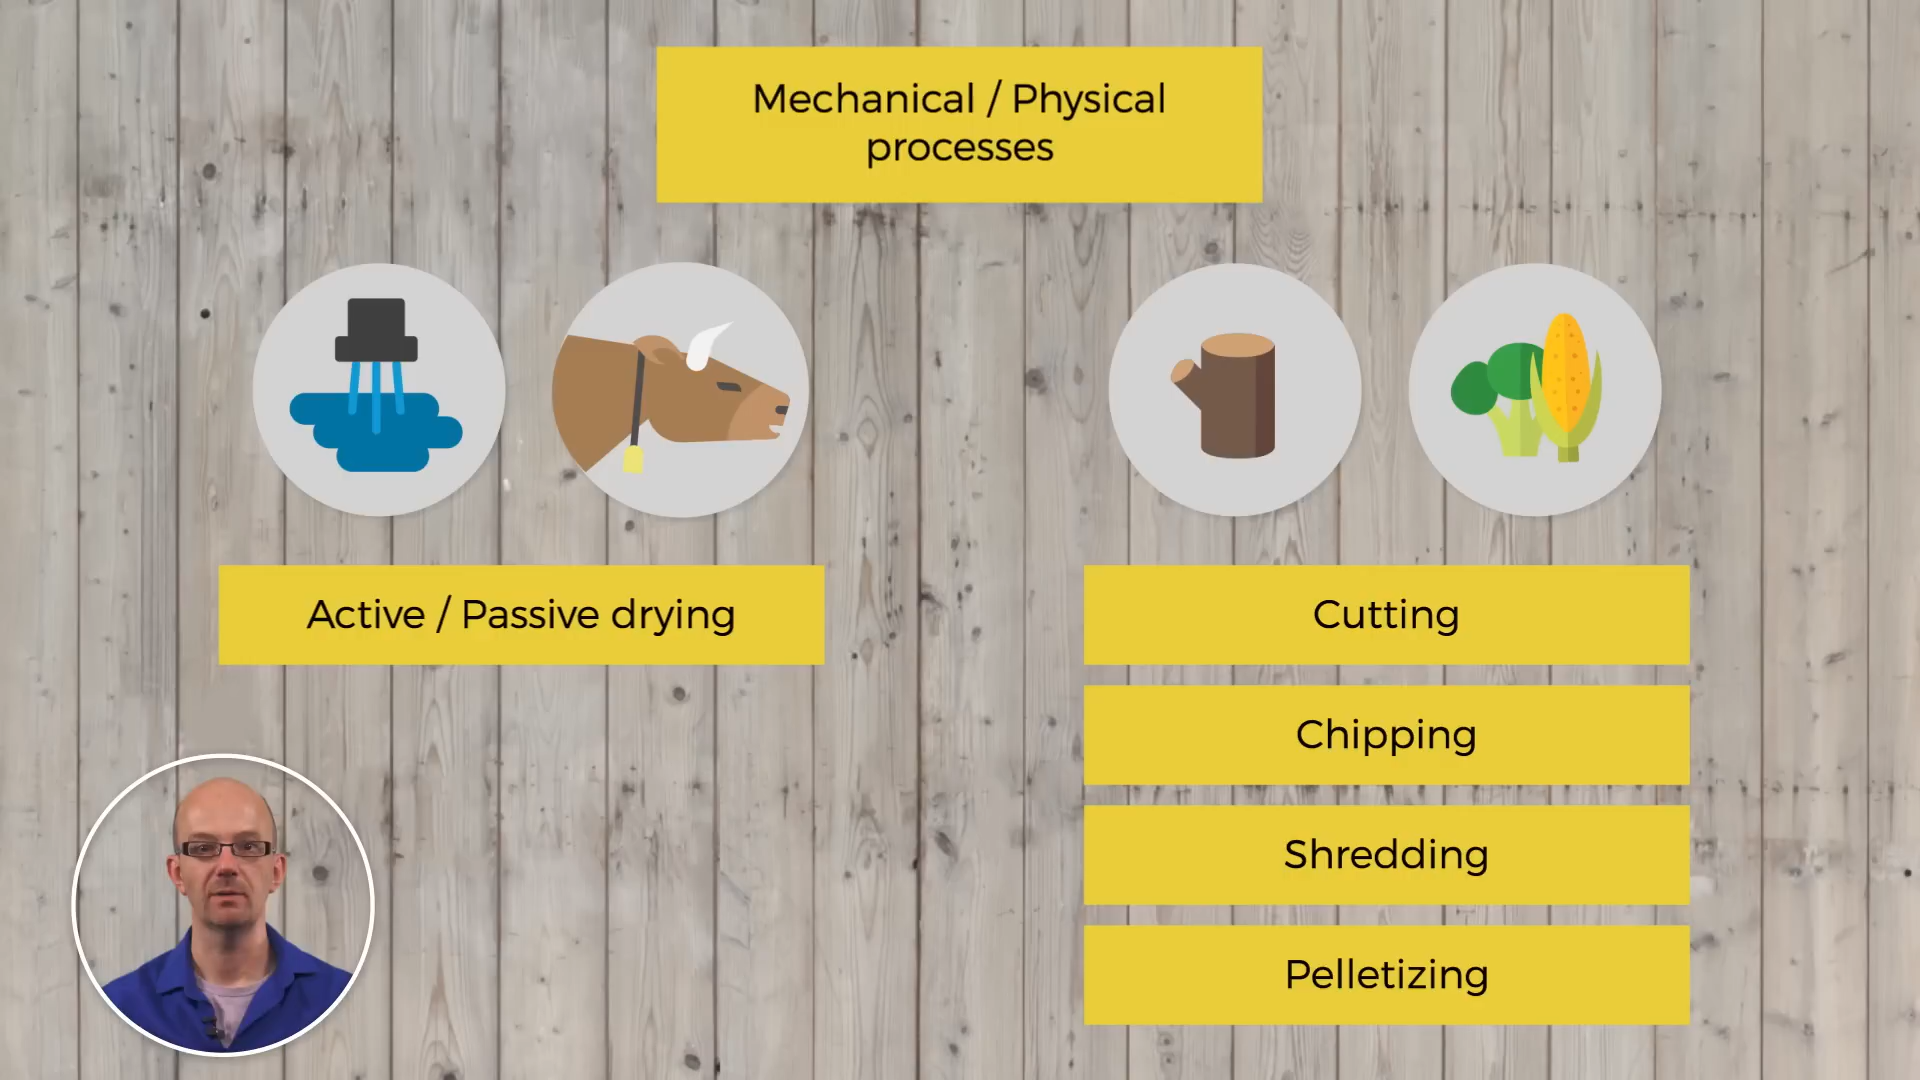 Mechanical / Physical
processes
Active / Passive drying
Cutting
Chipping
Shredding
Pelletizing